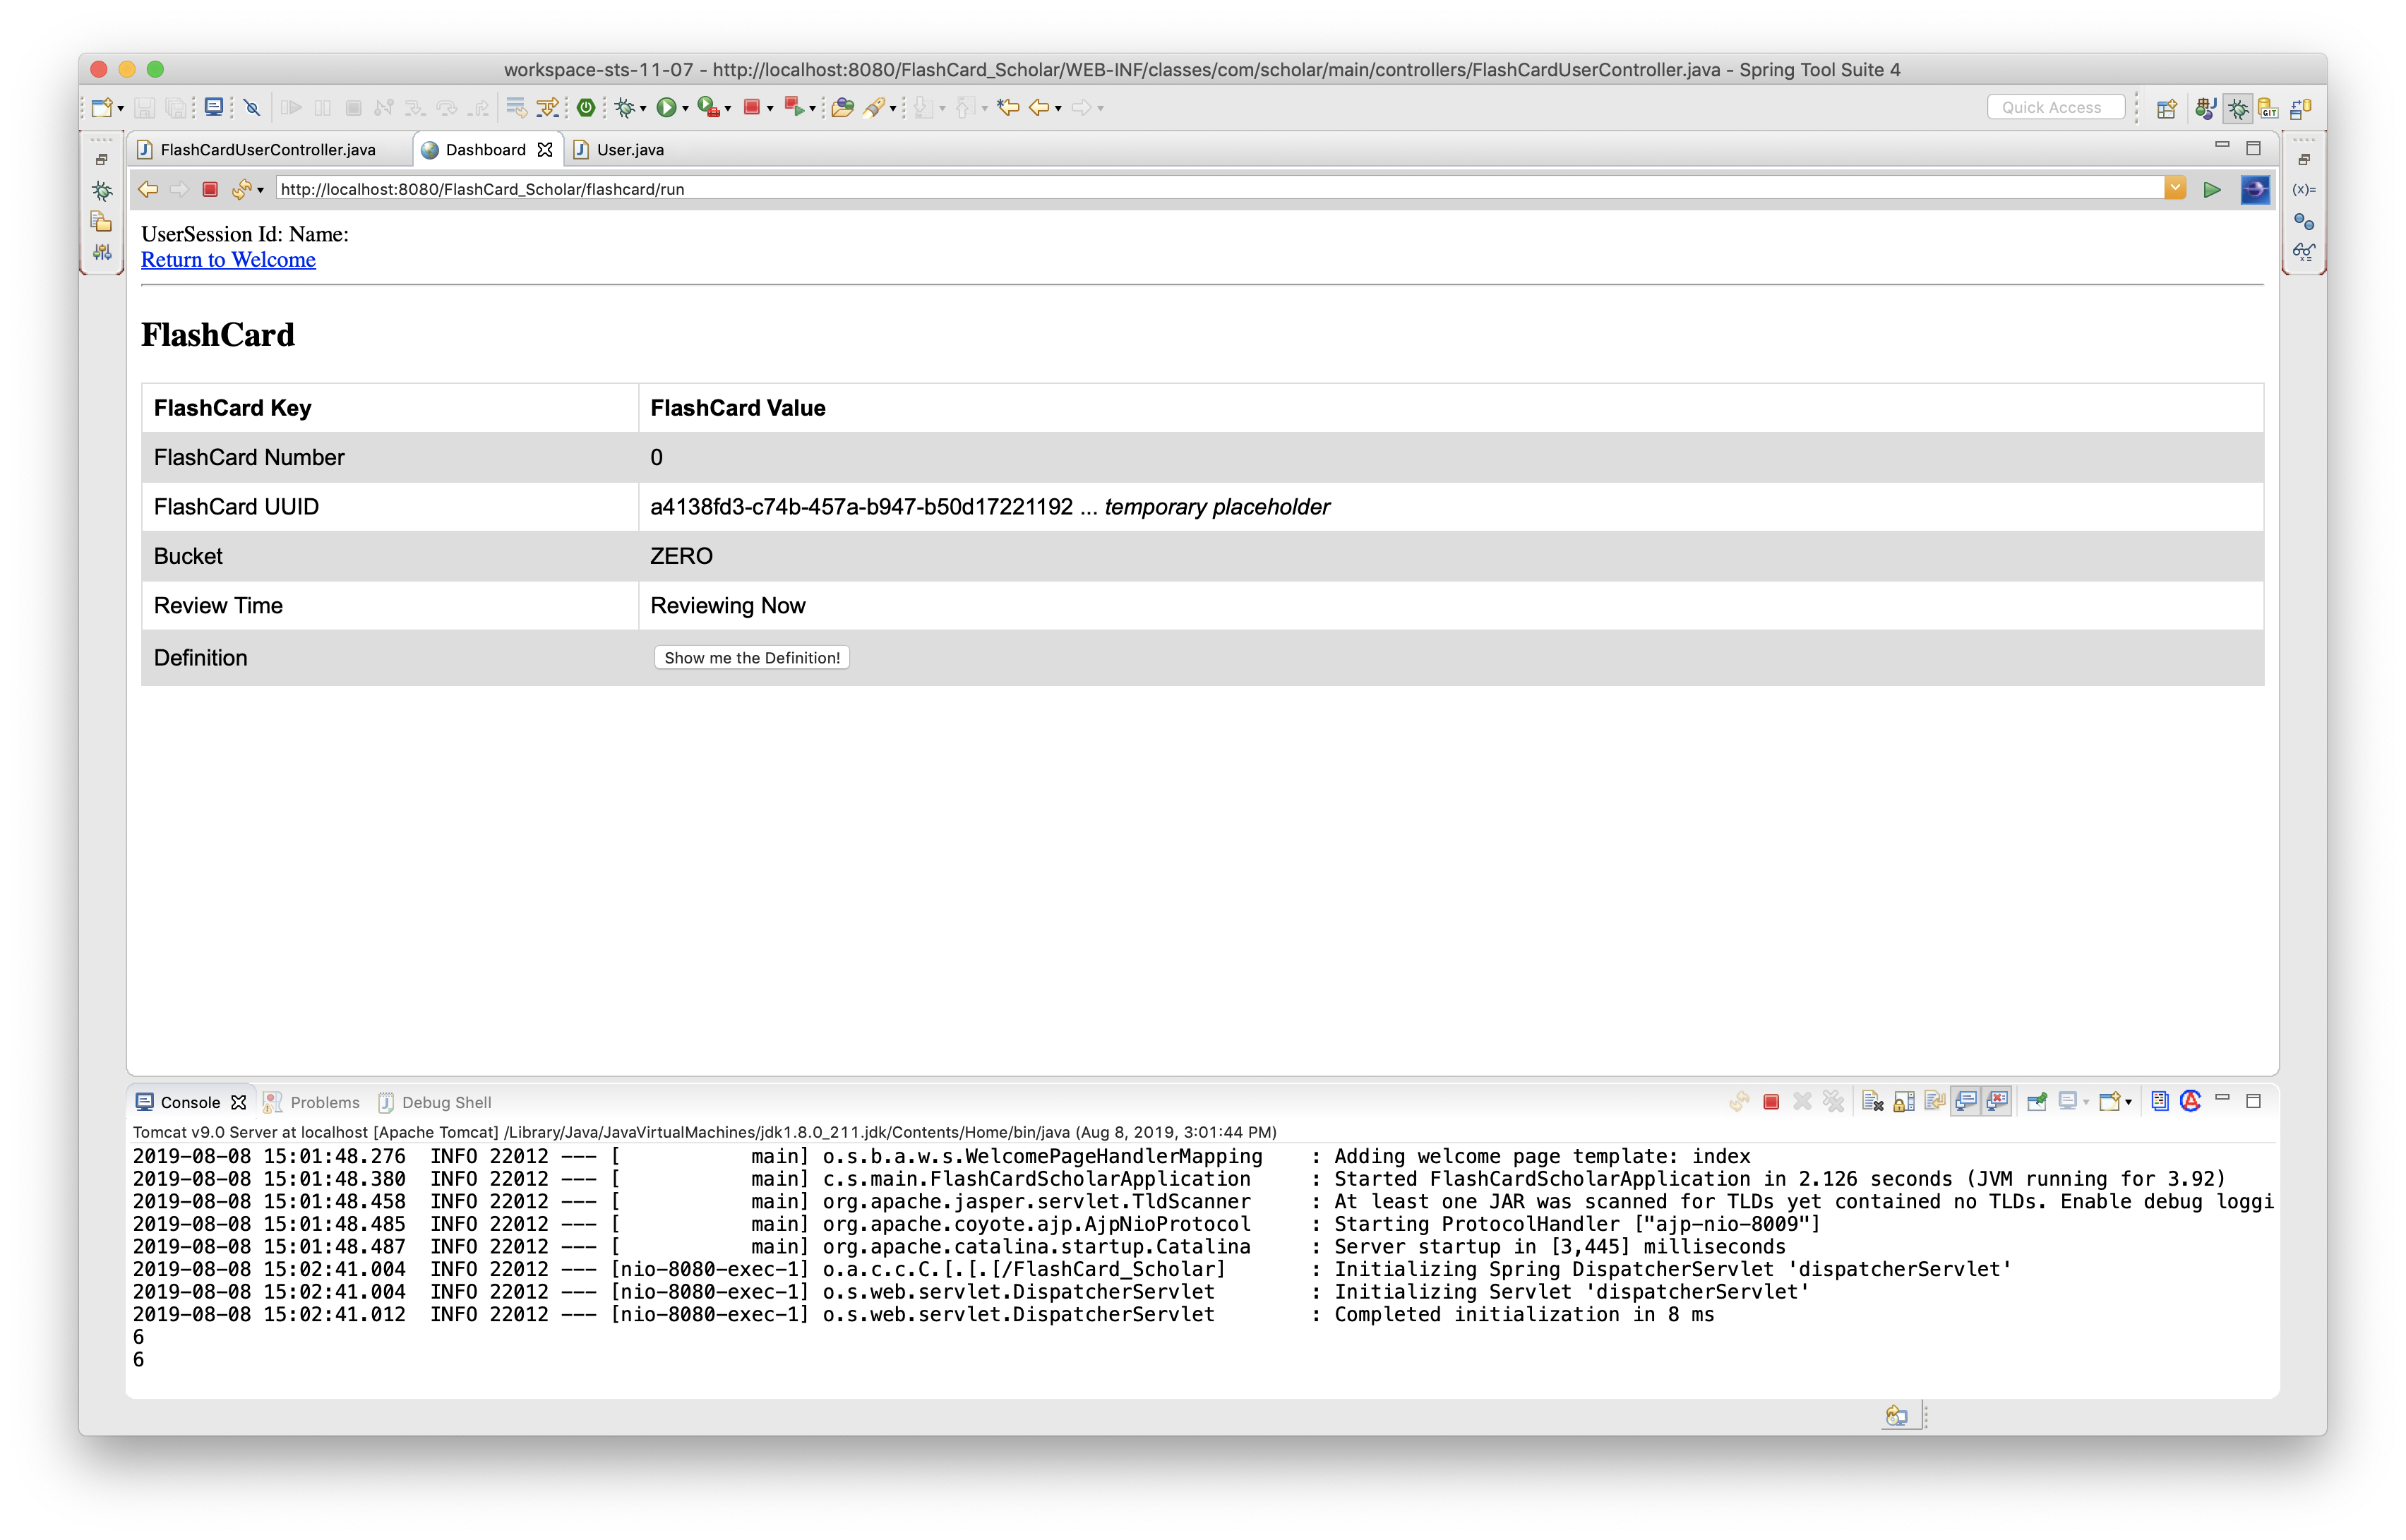 workspace-sts-11-07 - http://localhost:8080/FlashCard_Scholar/WEB-INF/classes/com/scholar/main/controllers/FlashCardUserController.java - Spring Tool Suite 4
Quick Access
FlashCardUserController.java Dashboard User.java
http://localhost:8080/FlashCard_Scholar/flashcard/run
UserSession Id: Name:
Return to Welcome
FlashCard
FlashCard Key FlashCard Value
FlashCard Number 0
FlashCard UUID a4138fd3-c74b-457a-b947-b50d17221192 ... temporary placeholder
Bucket ZERO
Review Time Reviewing Now
Definition Show me the Definition!
Console Problems Debug Shell
Tomcat v9.0 Server at localhost [Apache Tomcat] /Library/Java/JavaVirtualMachines/jdk1.8.0_211.jdk/Contents/Home/bin/java (Aug 8, 2019, 3:01:44 PM)
2019-08-08 15:01:48.276  INFO 22012 --- [           main] o.s.b.a.w.s.WelcomePageHandlerMapping    : Adding welcome page template: index
2019-08-08 15:01:48.380  INFO 22012 --- [           main] c.s.main.FlashCardScholarApplication     : Started FlashCardScholarApplication in 2.126 seconds (JVM running for 3.92)
2019-08-08 15:01:48.458  INFO 22012 --- [           main] org.apache.jasper.servlet.TldScanner     : At least one JAR was scanned for TLDs yet contained no TLDs. Enable debug loggi
2019-08-08 15:01:48.485  INFO 22012 --- [           main] org.apache.coyote.ajp.AjpNioProtocol     : Starting ProtocolHandler ["ajp-nio-8009"]
2019-08-08 15:01:48.487  INFO 22012 --- [           main] org.apache.catalina.startup.Catalina     : Server startup in [3,445] milliseconds
2019-08-08 15:02:41.004  INFO 22012 --- [nio-8080-exec-1] o.a.c.c.C.[.[.[/FlashCard_Scholar]       : Initializing Spring DispatcherServlet 'dispatcherServlet'
2019-08-08 15:02:41.004  INFO 22012 --- [nio-8080-exec-1] o.s.web.servlet.DispatcherServlet        : Initializing Servlet 'dispatcherServlet'
2019-08-08 15:02:41.012  INFO 22012 --- [nio-8080-exec-1] o.s.web.servlet.DispatcherServlet        : Completed initialization in 8 ms
6
6